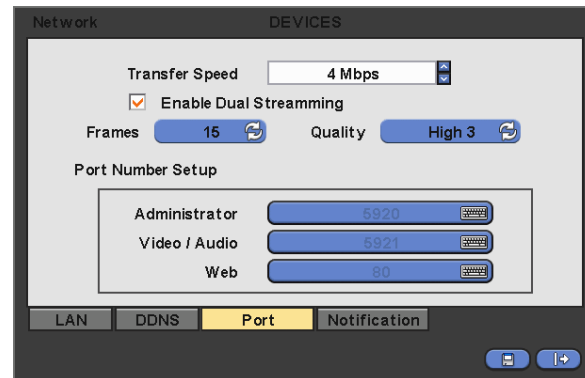 Network DEVICES
Transfer Speed 4 Mbps
Enable Dual Streamming
Frames 15 Quality High 3
Port Number Setup
Administrator 5920
Video / Audio 5921
Web 80
LAN DDNS Port Notification